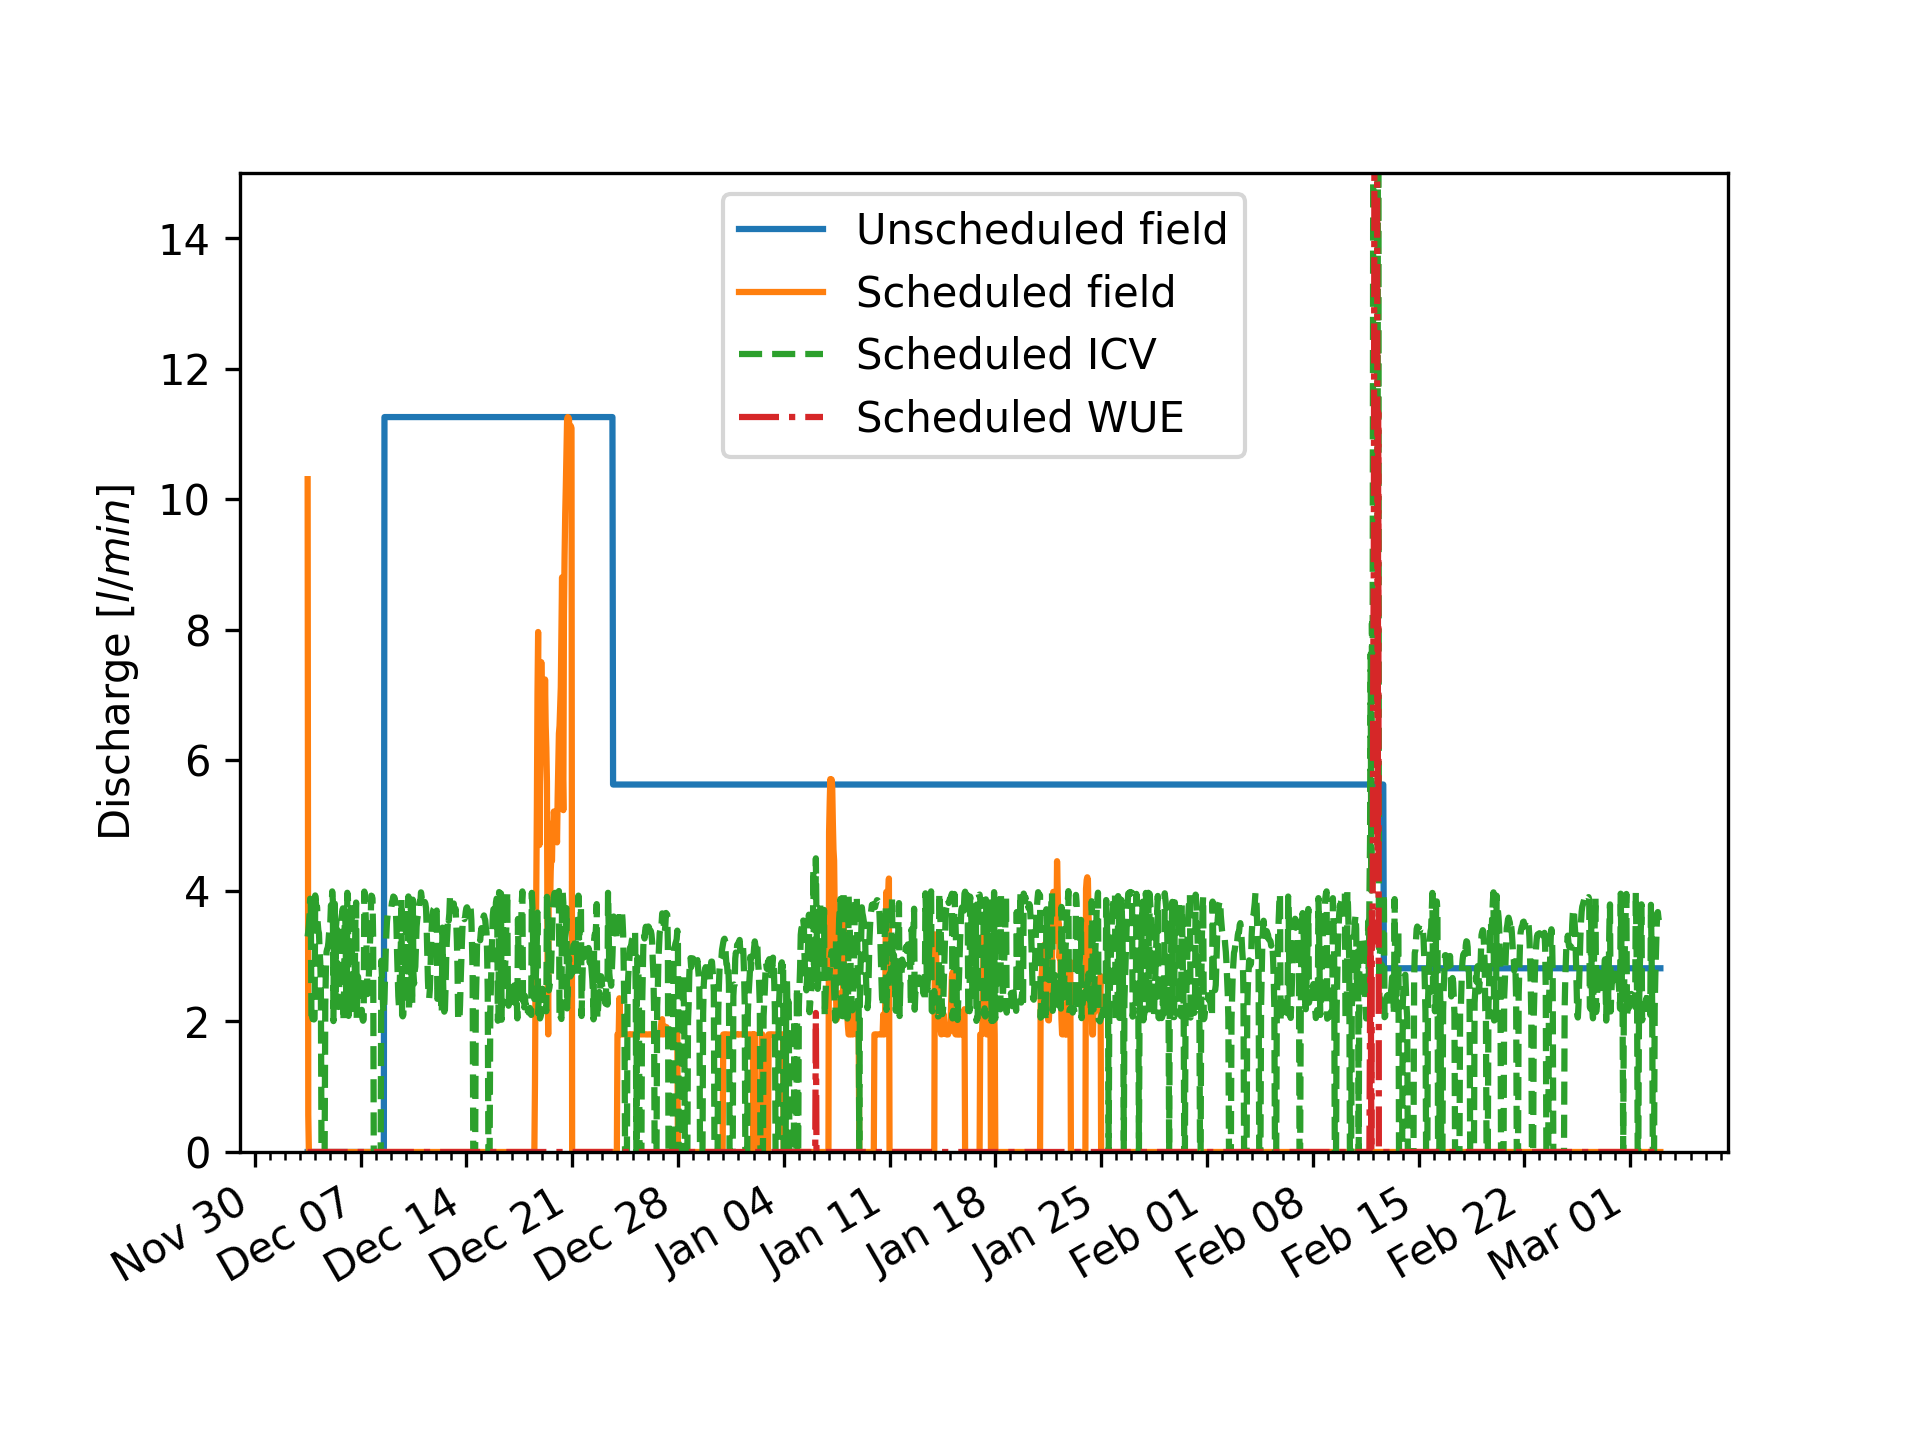 Unscheduled field
Scheduled field
Scheduled ICV
Scheduled WUE
Discharge [l/min]
14
12
10
8
6
4
2
0
Nov 30
Dec 07
Dec 14
Dec 21
Dec 28
Jan 04
Jan 11
Jan 18
Jan 25
Feb 01
Feb 08
Feb 15
Feb 22
Mar 01